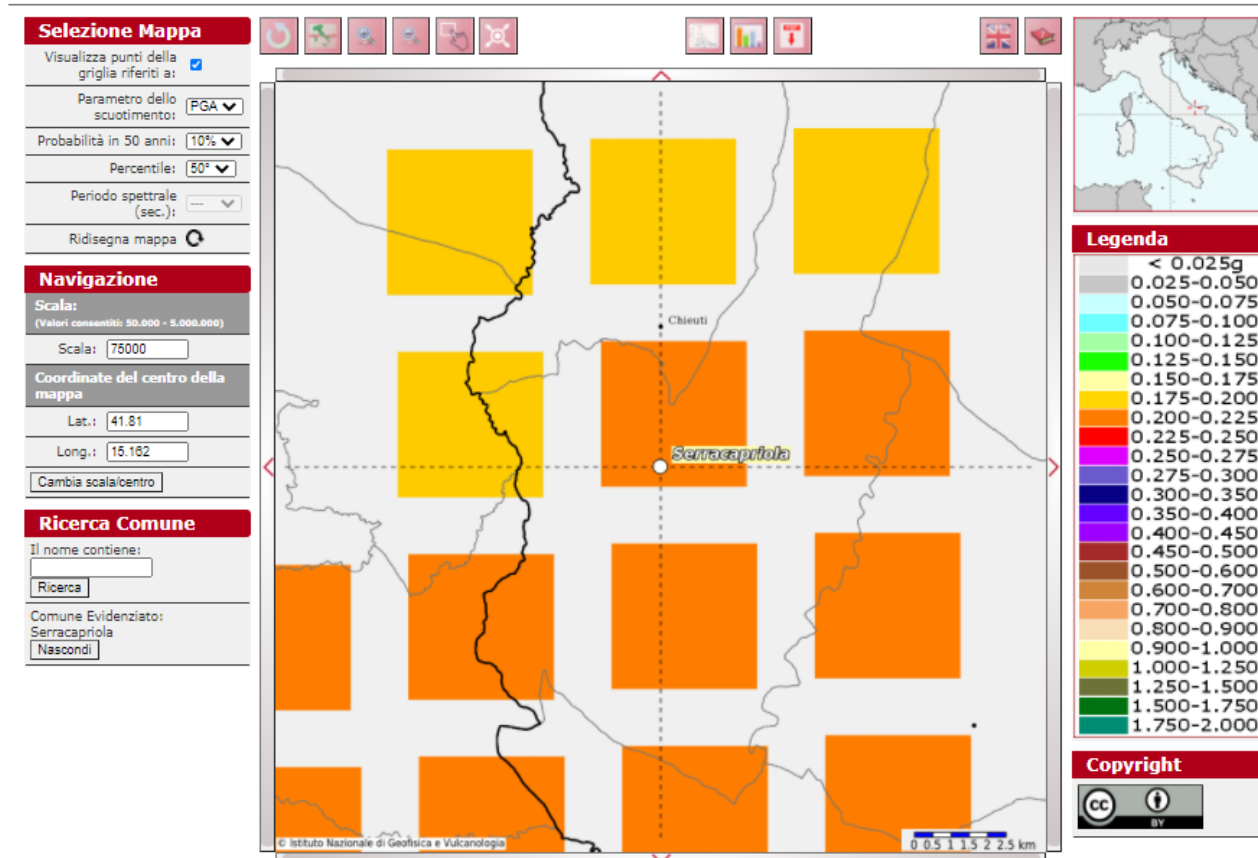 Selezione Mappa
Visualizza punti della
griglia riferiti a:
Parametro dello
scuotimento:
PGA
Probabilità in 50 anni:
10%
Percentile:
50°
Periodo spettrale
(sec.):
---
Ridisegna mappa
Navigazione
Scala:
(Valori consentiti: 50.000 - 5.000.000)
Scala:
75000
Coordinate del centro della
mappa
Lat.:
41.81
Long.:
15.162
Cambia scala/centro
Ricerca Comune
Il nome contiene:
Ricerca
Comune Evidenziato:
Serracapriola
Nascondi
Chieuti
Serracapriola
© Istituto Nazionale di Geofisica e Vulcanologia
0 0.5 1 1.5 2 2.5 km
Legenda
< 0.025g
0.025-0.050
0.050-0.075
0.075-0.100
0.100-0.125
0.125-0.150
0.150-0.175
0.175-0.200
0.200-0.225
0.225-0.250
0.250-0.275
0.275-0.300
0.300-0.350
0.350-0.400
0.400-0.450
0.450-0.500
0.500-0.600
0.600-0.700
0.700-0.800
0.800-0.900
0.900-1.000
1.000-1.250
1.250-1.500
1.500-1.750
1.750-2.000
Copyright
cc
BY